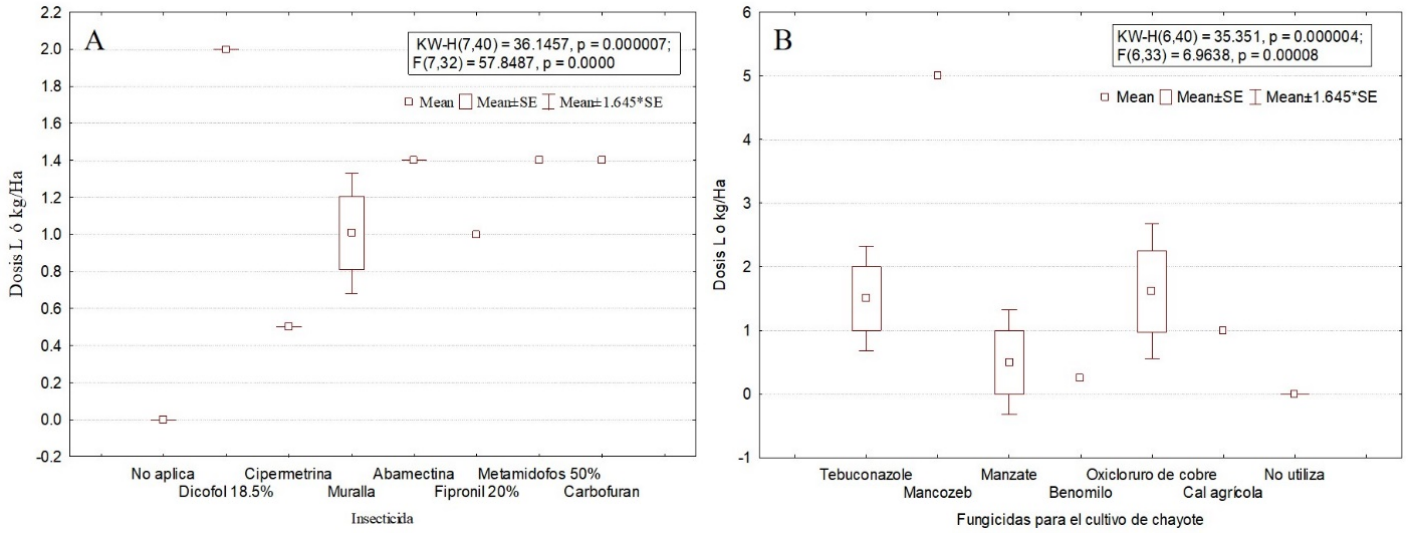 A
KW-H(7,40) = 36.1457, p = 0.000007;
F(7,32) = 57.8487, p = 0.0000
Mean Mean±SE Mean±1.645*SE
Dosis L ó kg/Ha
2.0
1.8
1.6
1.4
1.2
1.0
0.8
0.6
0.4
0.2
0.0
-0.2
No aplica Cipermetrina Abamectina Metamidofos 50%
Dicofol 18.5% Muralla Fipronil 20% Carbofuran
Insecticida
B
KW-H(6,40) = 35.351, p = 0.000004;
F(6,33) = 6.9638, p = 0.00008
Mean Mean±SE Mean±1.645*SE
Dosis L o kg/Ha
6
5
4
3
2
1
0
-1
Tebuconazole Manzate Oxicloruro de cobre No utiliza
Mancozeb Benomilo Cal agrícola
Fungicidas para el cultivo de chayote